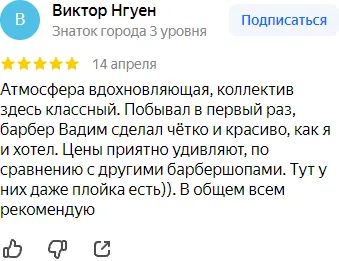 В
Виктор Нгуен
Знаток города 3 уровня
Подписаться
14 апреля
Атмосфера вдохновляющая, коллектив
здесь классный. Побывал в первый раз,
барбер Вадим сделал чётко и красиво, как я
и хотел. Цены приятно удивляют, по
сравнению с другими барбершопами. Тут у
них даже плойка есть)). В общем всем
рекомендую